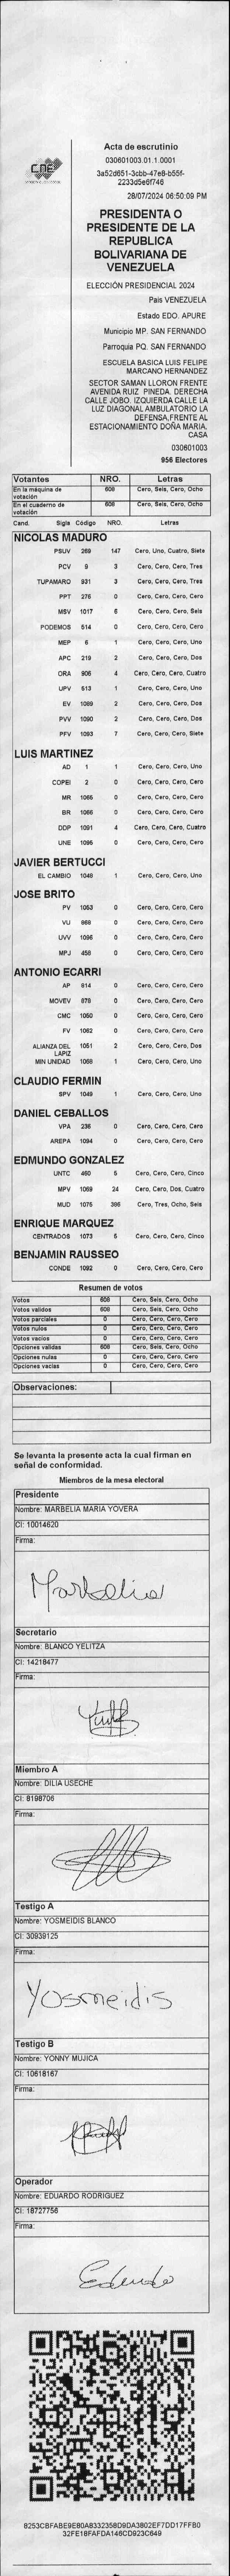 CNE
Acta de escrutinio
030601003.01.1.0001
3a52d651-3cbb-47e8-b55f-
2233d5e6f746
28/07/2024 06:50:09 PM
PRESIDENTA O
PRESIDENTE DE LA
REPUBLICA
BOLIVARIANA DE
VENEZUELA
ELECCIÓN PRESIDENCIAL 2024
Pais VENEZUELA
Estado EDO. APURE
Municipio MP. SAN FERNANDO
Parroquia PQ. SAN FERNANDO
ESCUELA BASICA LUIS FELIPE
MARCANO HERNANDEZ
SECTOR SAMAN LLORON FRENTE
AVENIDA RUIZ PINEDA. DERECHA
CALLE JOBO. IZQUIERDA CALLE LA
LUZ DIAGONAL AMBULATORIO LA
DEFENSA,FRENTE AL
ESTACIONAMIENTO DOÑA MARIA.
CASA
030601003
956 Electores
Votantes NRO. Letras
En la máquina de votación 608 Cero, Seis, Cero, Ocho
En el cuaderno de votación 608 Cero, Seis, Cero, Ocho
Cand. Sigla Código NRO. Letras
NICOLAS MADURO
PSUV 269 147 Cero, Uno, Cuatro, Siete
PCV 9 3 Cero, Cero, Cero, Tres
TUPAMARO 931 3 Cero, Cero, Cero, Tres
PPT 276 0 Cero, Cero, Cero, Cero
MSV 1017 6 Cero, Cero, Cero, Seis
PODEMOS 514 0 Cero, Cero, Cero, Cero
MEP 6 1 Cero, Cero, Cero, Uno
APC 219 2 Cero, Cero, Cero, Dos
ORA 906 4 Cero, Cero, Cero, Cuatro
UPV 513 1 Cero, Cero, Cero, Uno
EV 1089 2 Cero, Cero, Cero, Dos
PVV 1090 2 Cero, Cero, Cero, Dos
PFV 1093 7 Cero, Cero, Cero, Siete
LUIS MARTINEZ
AD 1 1 Cero, Cero, Cero, Uno
COPEI 2 0 Cero, Cero, Cero, Cero
MR 1065 0 Cero, Cero, Cero, Cero
BR 1066 0 Cero, Cero, Cero, Cero
DDP 1091 4 Cero, Cero, Cero, Cuatro
UNE 1095 0 Cero, Cero, Cero, Cero
JAVIER BERTUCCI
EL CAMBIO 1048 1 Cero, Cero, Cero, Uno
JOSE BRITO
PV 1053 0 Cero, Cero, Cero, Cero
VU 868 0 Cero, Cero, Cero, Cero
UVV 1096 0 Cero, Cero, Cero, Cero
MPJ 458 0 Cero, Cero, Cero, Cero
ANTONIO ECARRI
AP 814 0 Cero, Cero, Cero, Cero
MOVEV 878 0 Cero, Cero, Cero, Cero
CMC 1050 0 Cero, Cero, Cero, Cero
FV 1062 0 Cero, Cero, Cero, Cero
ALIANZA DEL LAPIZ 1051 2 Cero, Cero, Cero, Dos
MIN UNIDAD 1068 1 Cero, Cero, Cero, Uno
CLAUDIO FERMIN
SPV 1049 1 Cero, Cero, Cero, Uno
DANIEL CEBALLOS
VPA 236 0 Cero, Cero, Cero, Cero
AREPA 1094 0 Cero, Cero, Cero, Cero
EDMUNDO GONZALEZ
UNTC 460 5 Cero, Cero, Cero, Cinco
MPV 1069 24 Cero, Cero, Dos, Cuatro
MUD 1075 386 Cero, Tres, Ocho, Seis
ENRIQUE MARQUEZ
CENTRADOS 1073 5 Cero, Cero, Cero, Cinco
BENJAMIN RAUSSEO
CONDE 1092 0 Cero, Cero, Cero, Cero
Resumen de votos
Votos 608 Cero, Seis, Cero, Ocho
Votos validos 608 Cero, Seis, Cero, Ocho
Votos parciales 0 Cero, Cero, Cero, Cero
Votos nulos 0 Cero, Cero, Cero, Cero
Votos vacios 0 Cero, Cero, Cero, Cero
Opciones validas 608 Cero, Seis, Cero, Ocho
Opciones nulas 0 Cero, Cero, Cero, Cero
Opciones vacias 0 Cero, Cero, Cero, Cero
Observaciones:
Se levanta la presente acta la cual firman en
señal de conformidad.
Miembros de la mesa electoral
Presidente
Nombre: MARBELIA MARIA YOVERA
CI: 10014620
Firma:
Marbelia
Secretario
Nombre: BLANCO YELITZA
CI: 14218477
Firma:
Miembro A
Nombre: DILIA USECHE
CI: 8198706
Firma:
Testigo A
Nombre: YOSMEIDIS BLANCO
CI: 30939125
Firma:
Yosmeidis
Testigo B
Nombre: YONNY MUJICA
CI: 10618167
Firma:
Operador
Nombre: EDUARDO RODRIGUEZ
CI: 18727756
Firma:
8253CBFABE9E80A8332358D9DA3802EF7DD17FFB0
32FE18FAFDA146CD923C649